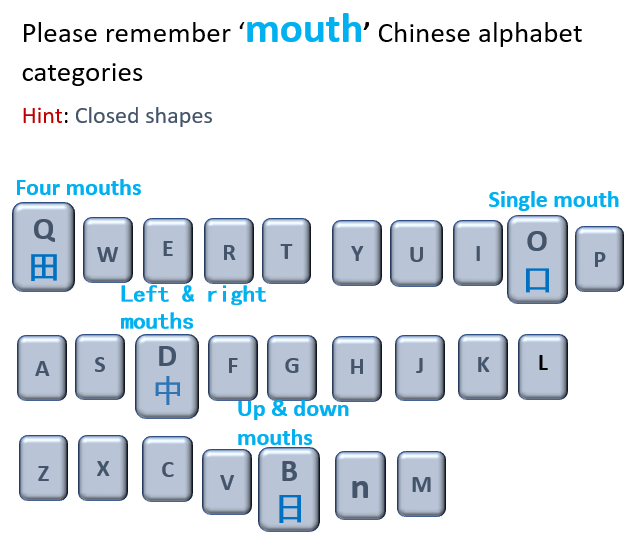 Please remember ‘mouth’ Chinese alphabet
categories
Hint: Closed shapes
Four mouths
Single mouth
Q W E R T Y U I O P
田 口
Left & right
mouths
A S D F G H J K L
中
Up & down
mouths
Z X C V B n M
日